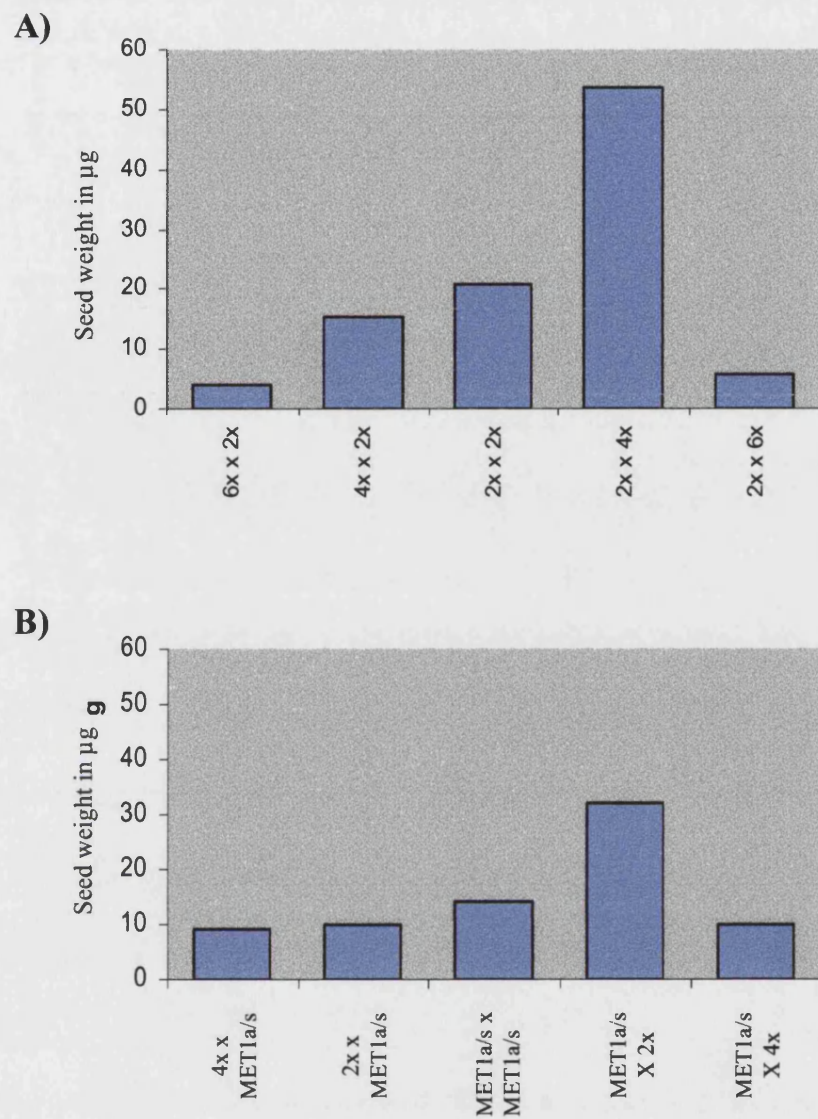 A)
Seed weight in µg
60
50
40
30
20
10
0
6x x 2x
4x x 2x
2x x 2x
2x x 4x
2x x 6x
B)
Seed weight in µg g
60
50
40
30
20
10
0
4x x
MET1a/s
2x x
MET1a/s
MET1a/s x
MET1a/s
MET1a/s
X 2x
MET1a/s
X 4x